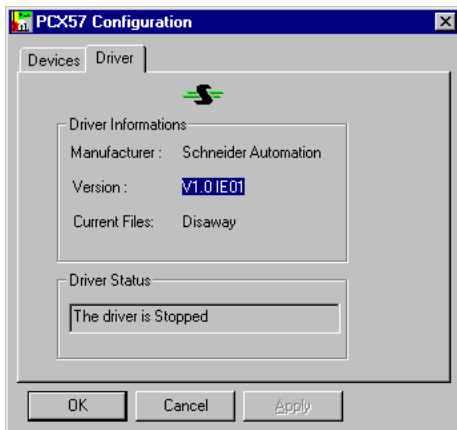 PCX57 Configuration
Devices Driver
Driver Informations
Manufacturer : Schneider Automation
Version : V1.0 IE01
Current Files: Disaway
Driver Status
The driver is Stopped
OK Cancel Apply